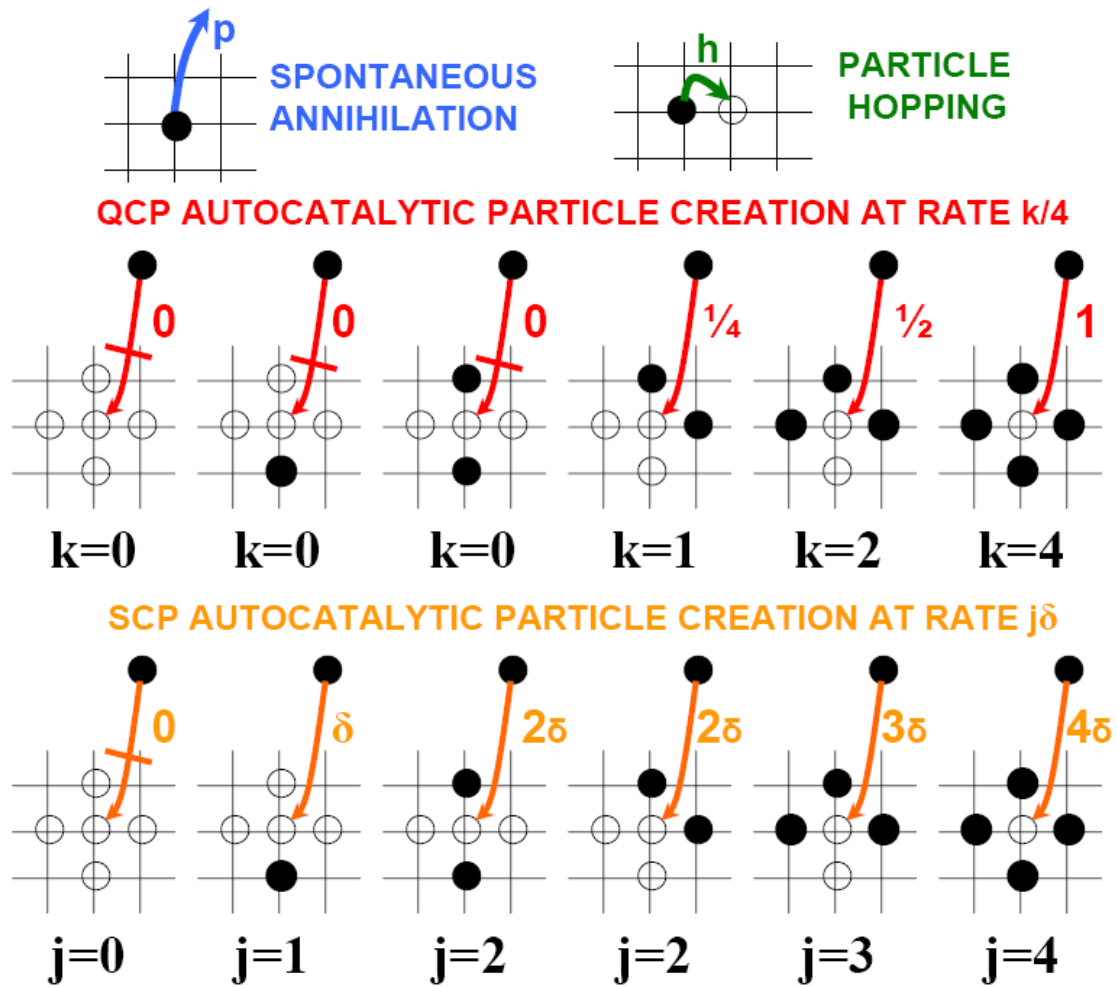 p
SPONTANEOUS
ANNIHILATION
h
PARTICLE
HOPPING
QCP AUTOCATALYTIC PARTICLE CREATION AT RATE k/4
0 0 0 ¼ ½ 1
k=0 k=0 k=0 k=1 k=2 k=4
SCP AUTOCATALYTIC PARTICLE CREATION AT RATE jδ
0 δ 2δ 2δ 3δ 4δ
j=0 j=1 j=2 j=2 j=3 j=4